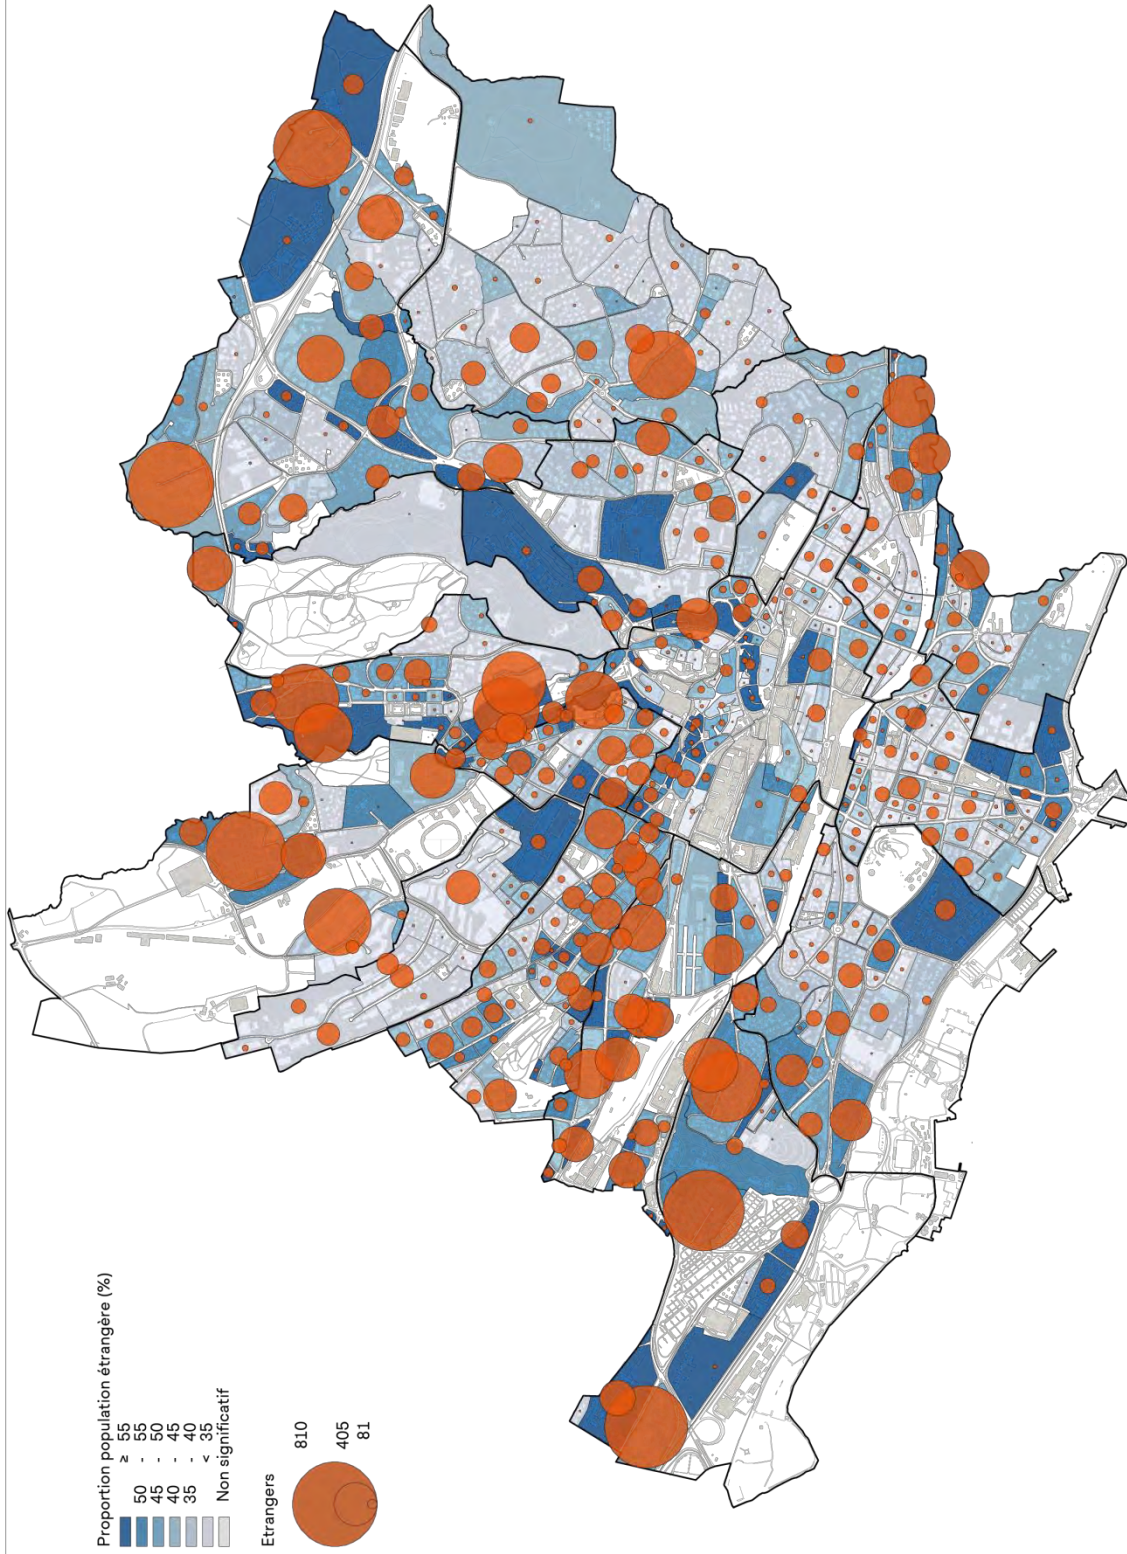 Proportion population étrangère (%)
≥ 55
50 - 55
45 - 50
40 - 45
35 - 40
< 35
Non significatif
Etrangers
810
405
81